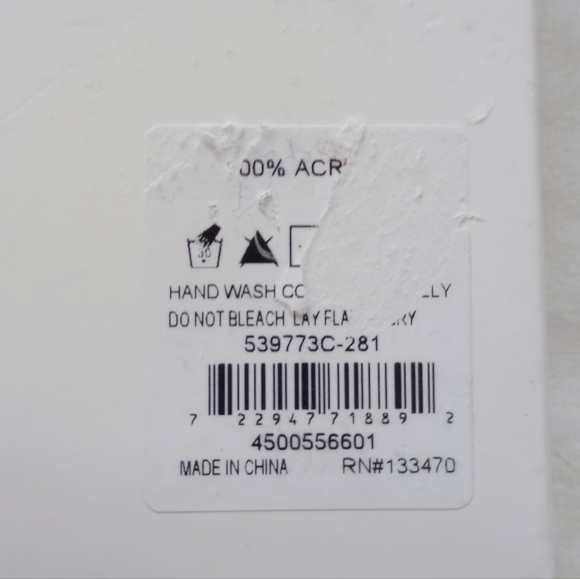 00% ACR
30
HAND WASH CO LLY
DO NOT BLEACH LAY FLA RY
539773C-281
7 22947 71889 2
4500556601
MADE IN CHINA RN#133470